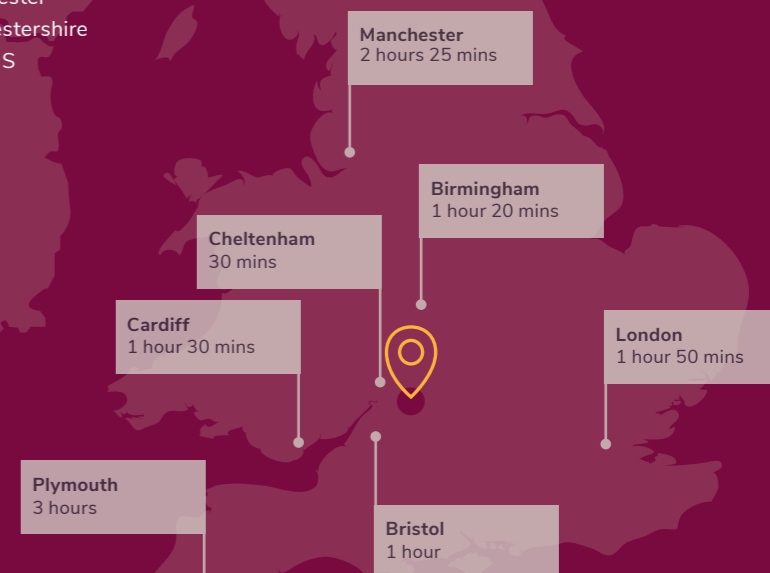 estershire
S
Manchester
2 hours 25 mins
Birmingham
1 hour 20 mins
Cheltenham
30 mins
Cardiff
1 hour 30 mins
London
1 hour 50 mins
Plymouth
3 hours
Bristol
1 hour